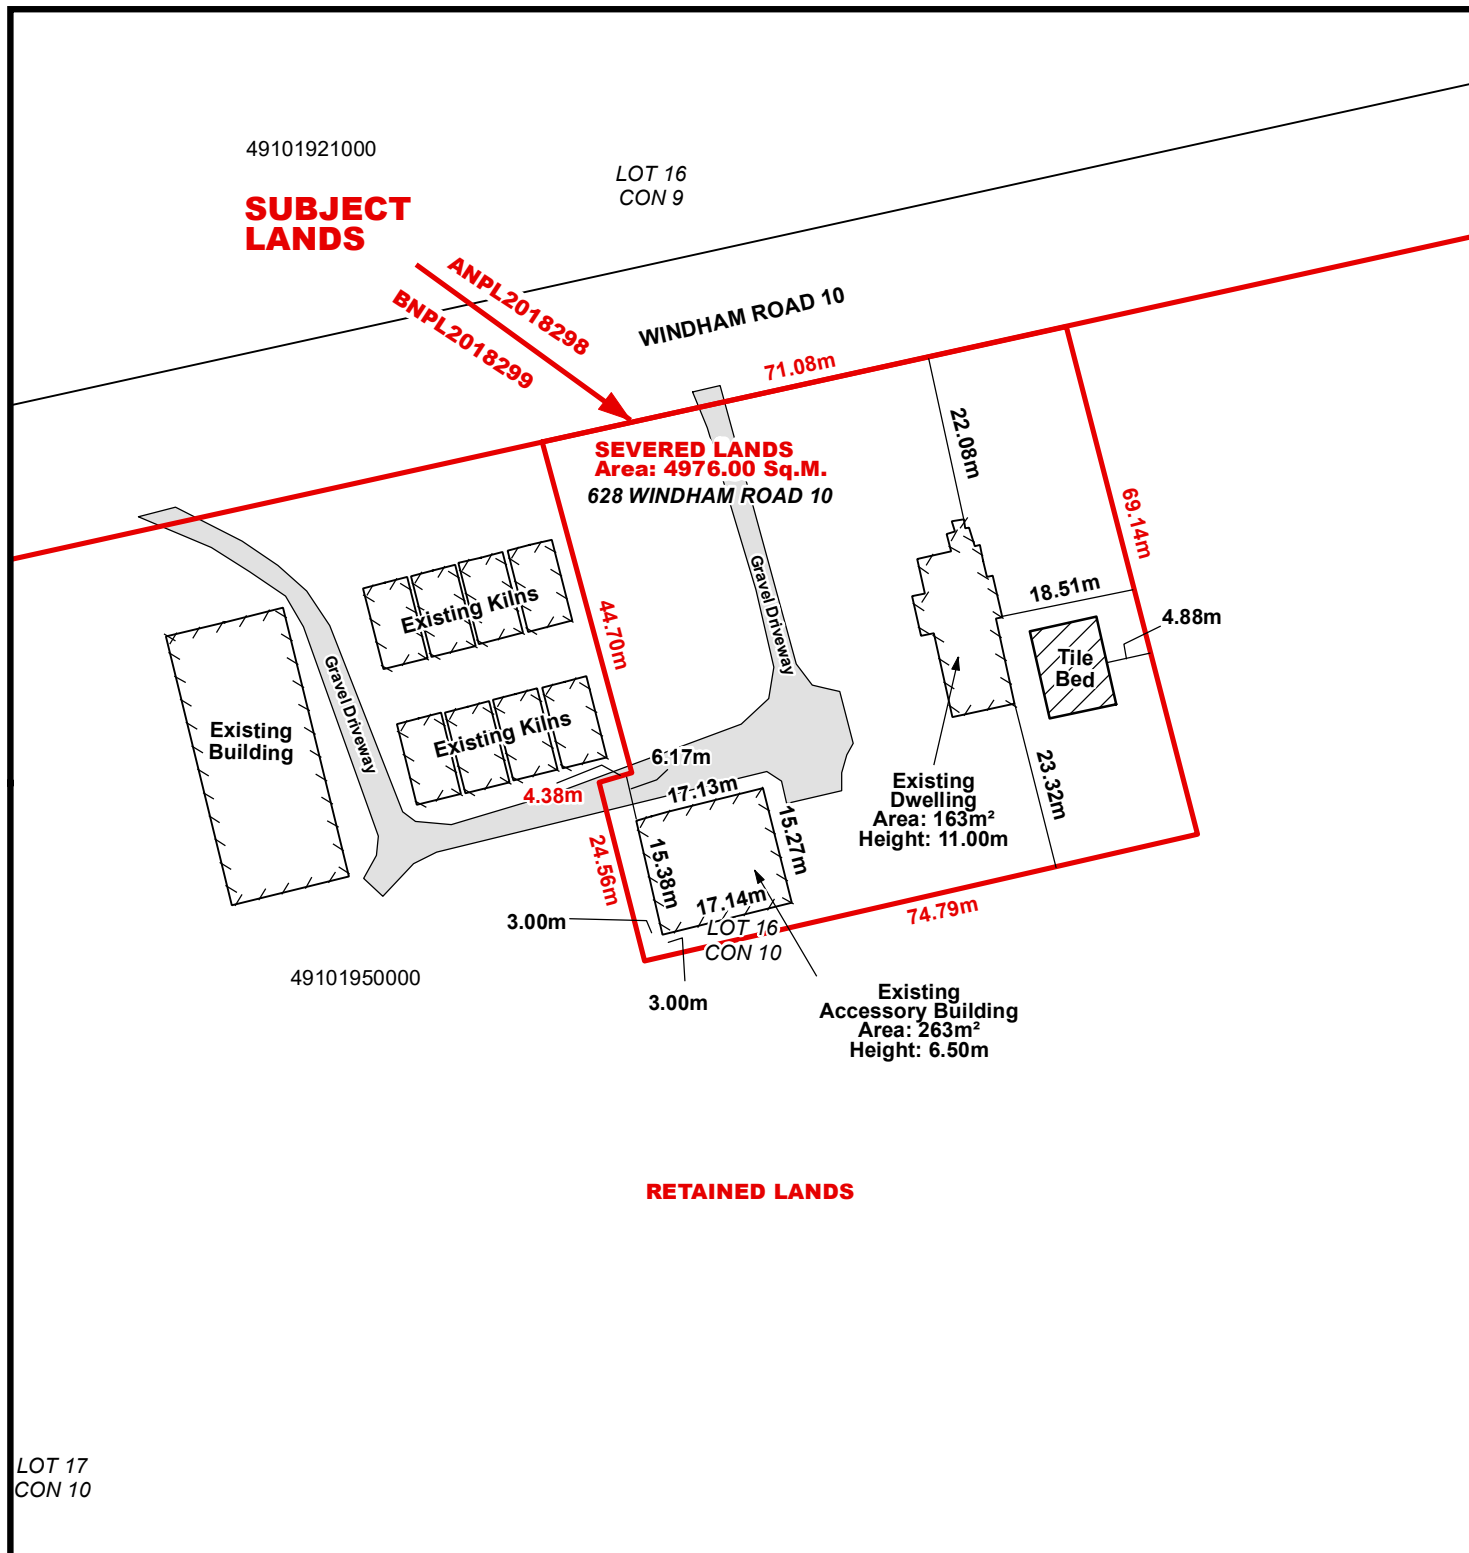 49101921000
LOT 16
CON 9
SUBJECT
LANDS
ANPL2018298
BNPL2018299
WINDHAM ROAD 10
71.08m
SEVERED LANDS
Area: 4976.00 Sq.M.
628 WINDHAM ROAD 10
22.08m
69.14m
Gravel Driveway
18.51m
4.88m
Existing Kilns
44.70m
Tile
Bed
Gravel Driveway
Existing
Building
Existing Kilns
6.17m
4.38m
17.13m
15.27m
23.32m
Existing
Dwelling
Area: 163m²
Height: 11.00m
24.56m
15.38m
17.14m
74.79m
3.00m
LOT 16
CON 10
49101950000
3.00m
Existing
Accessory Building
Area: 263m²
Height: 6.50m
RETAINED LANDS
LOT 17
CON 10